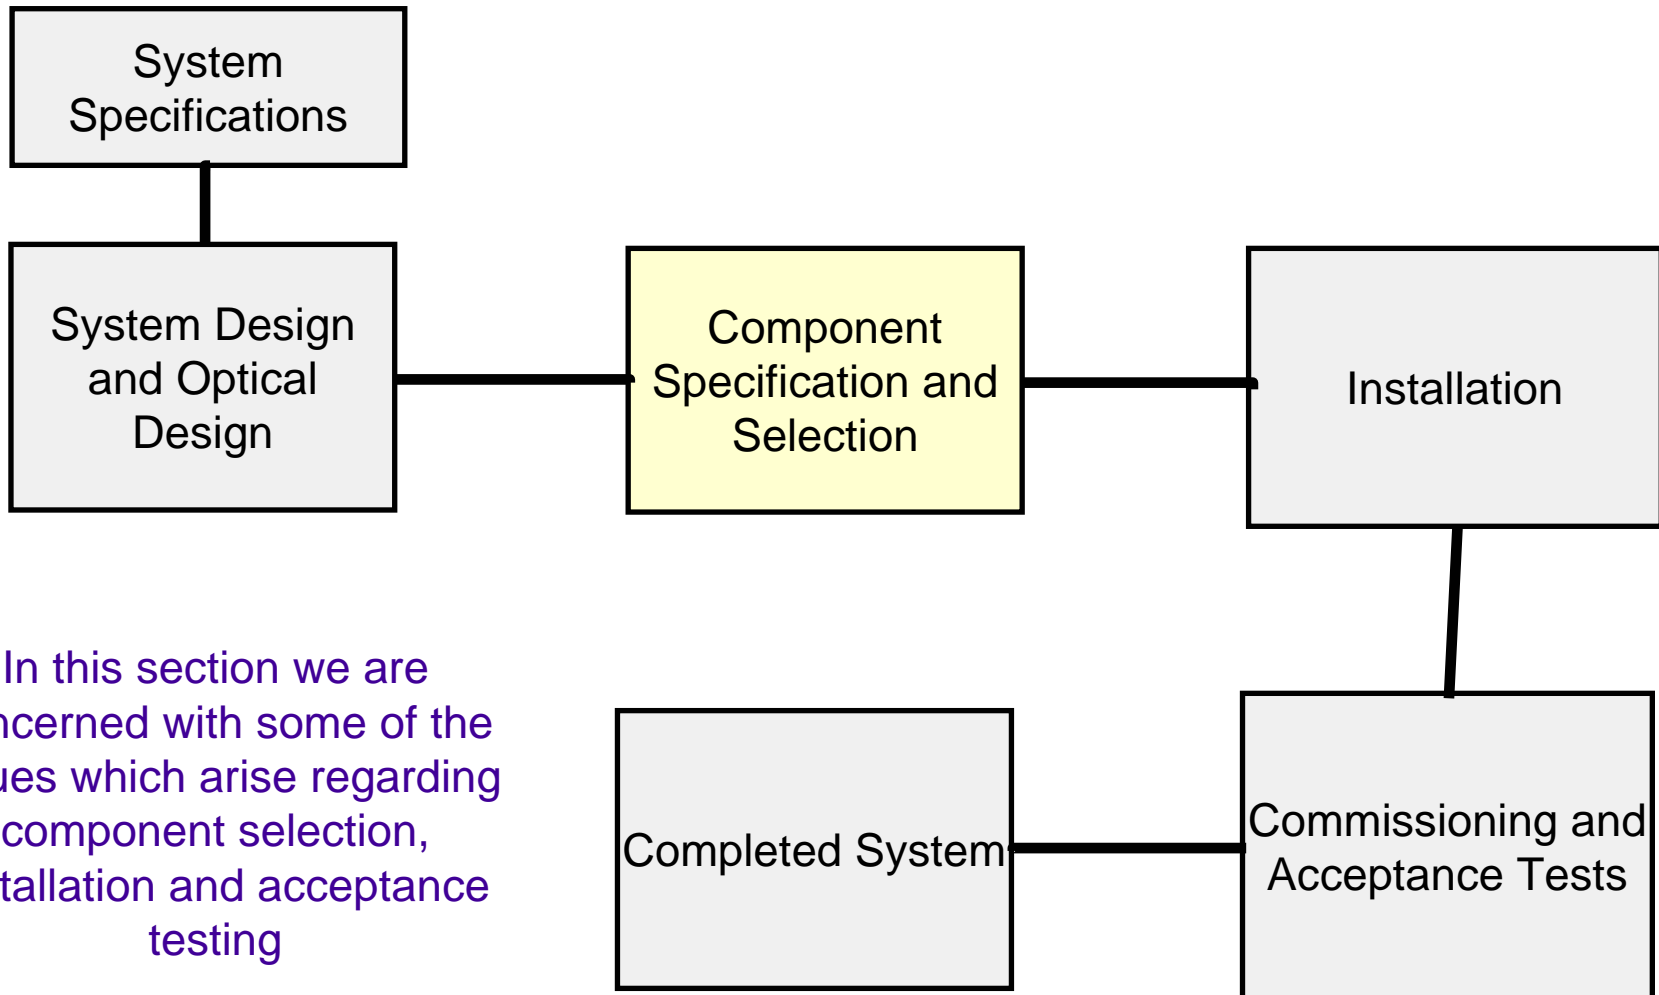 System
Specifications
System Design
and Optical
Design
Component
Specification and
Selection
Installation
In this section we are
ncerned with some of the
ues which arise regarding
component selection,
tallation and acceptance
testing
Completed System
Commissioning and
Acceptance Tests